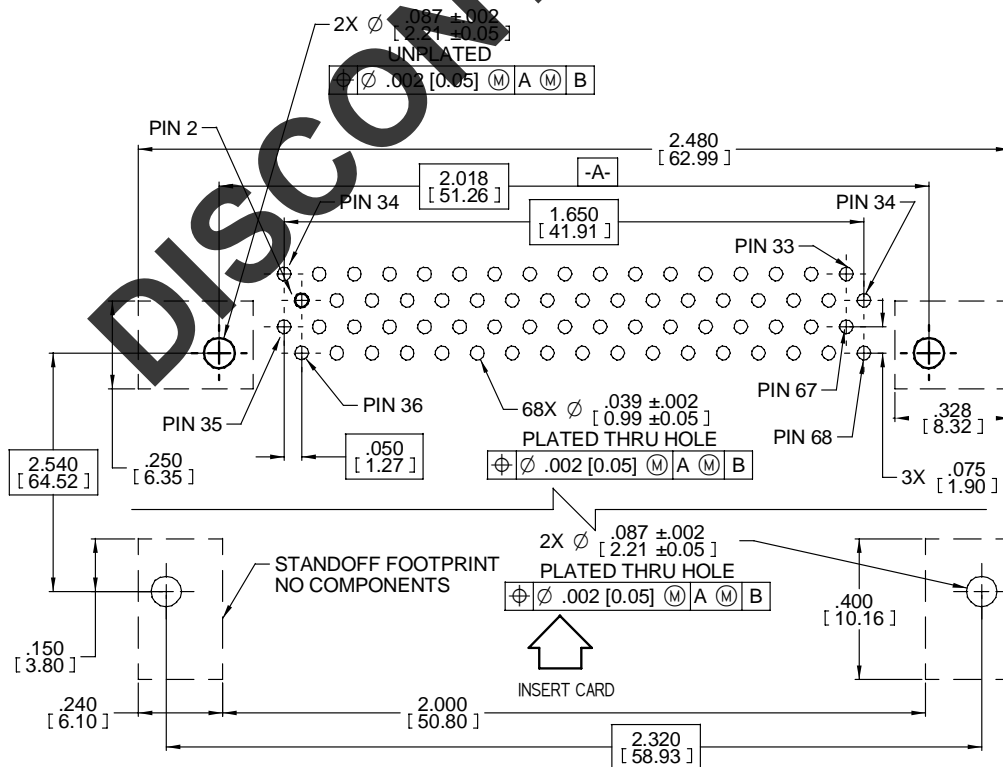 2X Ø .087 ±.002
[ 2.21 ±0.05 ]
UNPLATED
⌖ Ø .002 [0.05] Ⓜ A Ⓜ B
DISCON
PIN 2
2.480
[ 62.99 ]
2.018
[ 51.26 ]
-A-
PIN 34
PIN 34
1.650
[ 41.91 ]
PIN 33
PIN 35
PIN 36
68X Ø .039 ±.002
[ 0.99 ±0.05 ]
PLATED THRU HOLE
⌖ Ø .002 [0.05] Ⓜ A Ⓜ B
PIN 67
PIN 68
.328
[ 8.32 ]
2.540
[ 64.52 ]
.250
[ 6.35 ]
.050
[ 1.27 ]
3X .075
[ 1.90 ]
2X Ø .087 ±.002
[ 2.21 ±0.05 ]
PLATED THRU HOLE
⌖ Ø .002 [0.05] Ⓜ A Ⓜ B
STANDOFF FOOTPRINT
NO COMPONENTS
.400
[ 10.16 ]
.150
[ 3.80 ]
INSERT CARD
.240
[ 6.10 ]
2.000
[ 50.80 ]
2.320
[ 58.93 ]